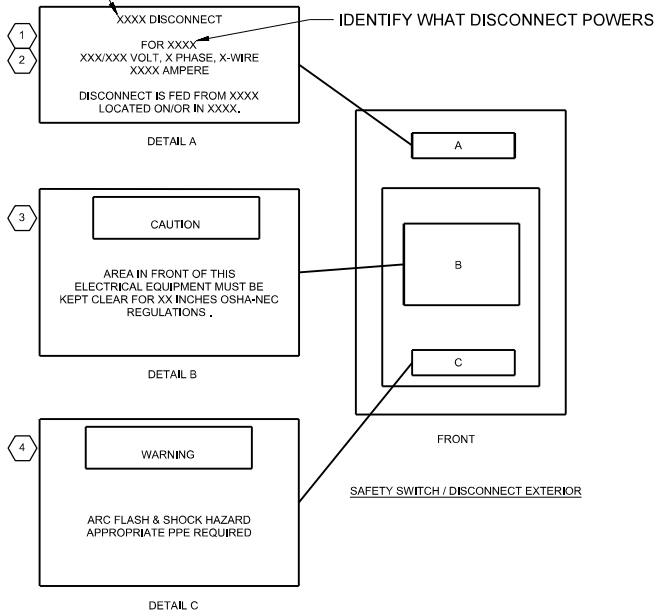 XXXX DISCONNECT
IDENTIFY WHAT DISCONNECT POWERS
1
2
FOR XXXX
XXX/XXX VOLT, X PHASE, X-WIRE
XXXX AMPERE
DISCONNECT IS FED FROM XXXX
LOCATED ON/OR IN XXXX.
DETAIL A
3
CAUTION
AREA IN FRONT OF THIS
ELECTRICAL EQUIPMENT MUST BE
KEPT CLEAR FOR XX INCHES OSHA-NEC
REGULATIONS .
DETAIL B
4
WARNING
ARC FLASH & SHOCK HAZARD
APPROPRIATE PPE REQUIRED
DETAIL C
A
B
C
FRONT
SAFETY SWITCH / DISCONNECT EXTERIOR